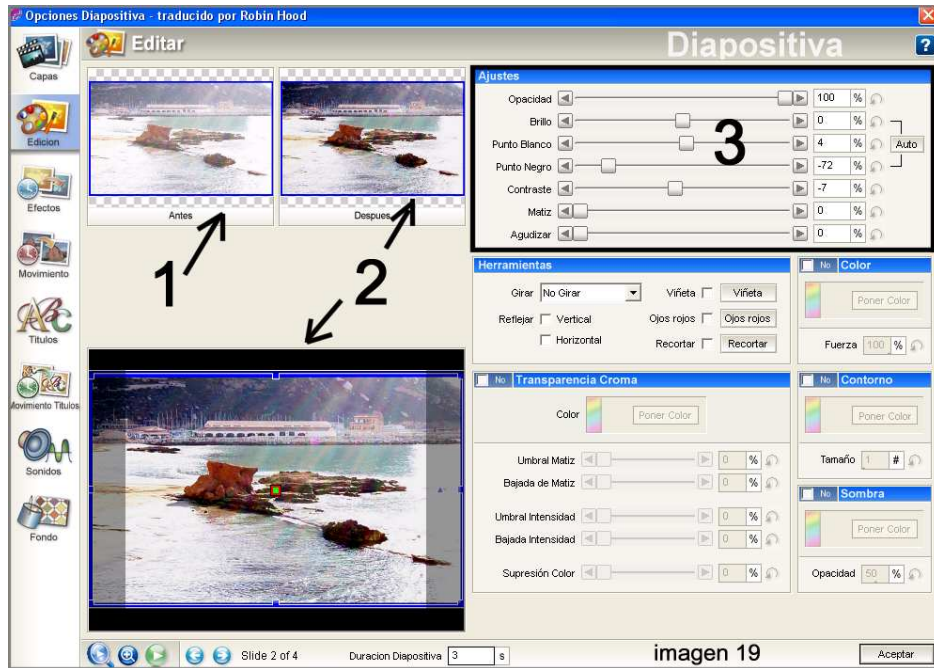 Opciones Diapositiva - traducido por Robin Hood
Editar
Diapositiva
?
Capas
Edicion
Efectos
Movimiento
Titulos
Movimiento Titulos
Sonidos
Fondo
Antes
Despues
1
2
Ajustes
Opacidad 100 %
Brillo 0 %
Punto Blanco 4 % Auto
Punto Negro -72 %
Contraste -7 %
Matiz 0 %
Agudizar 0 %
3
Herramientas
Girar No Girar Viñeta Viñeta
Reflejar Vertical Ojos rojos Ojos rojos
Horizontal Recortar Recortar
No Color
Poner Color
Fuerza 100 %
No Transparencia Croma
Color Poner Color
Umbral Matiz 0 %
Bajada de Matiz 0 %
Umbral Intensidad 0 %
Bajada Intensidad 0 %
Supresión Color 0 %
No Contorno
Poner Color
Tamaño 1 #
No Sombra
Poner Color
Opacidad 50 %
Slide 2 of 4
Duracion Diapositiva 3 s
imagen 19
Aceptar